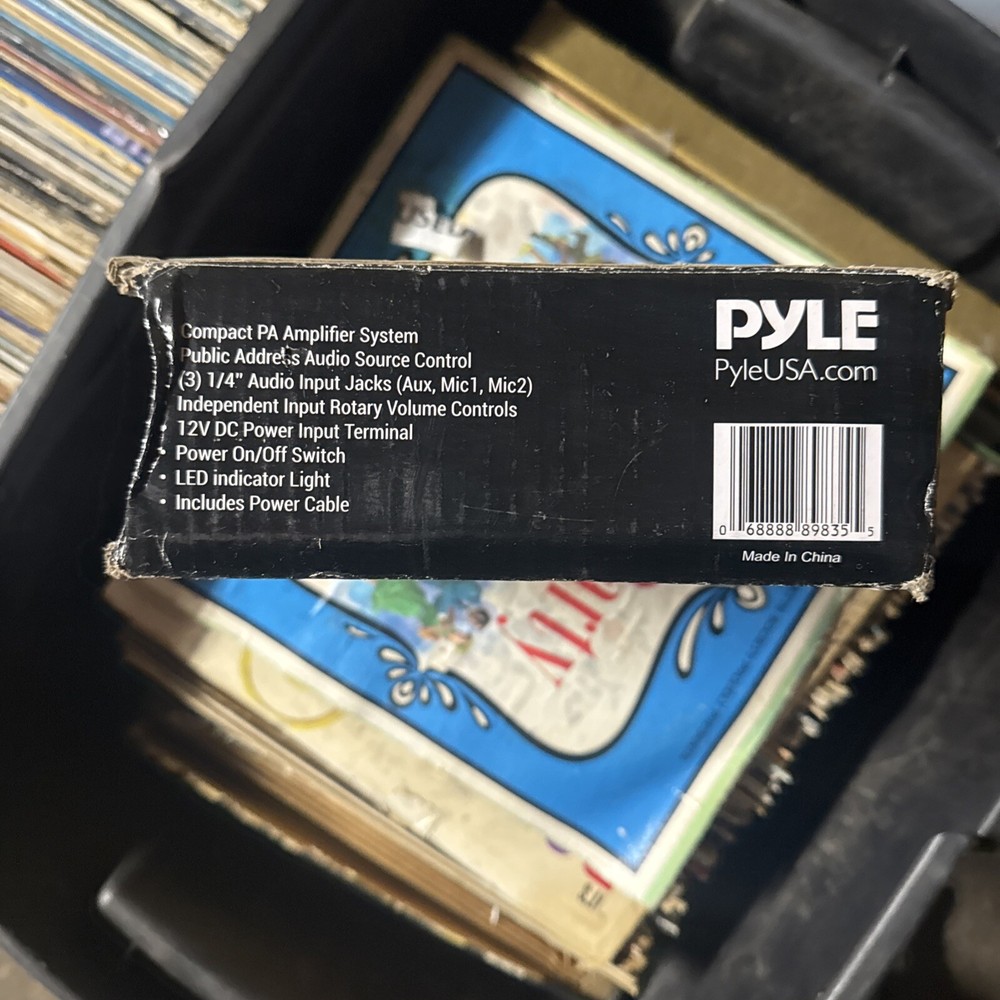 Compact PA Amplifier System
Public Address Audio Source Control
(3) 1/4" Audio Input Jacks (Aux, Mic1, Mic2)
Independent Input Rotary Volume Controls
• 12V DC Power Input Terminal
• Power On/Off Switch
• LED indicator Light
• Includes Power Cable
PYLE
PyleUSA.com
0 68888 89835 5
Made In China
arty